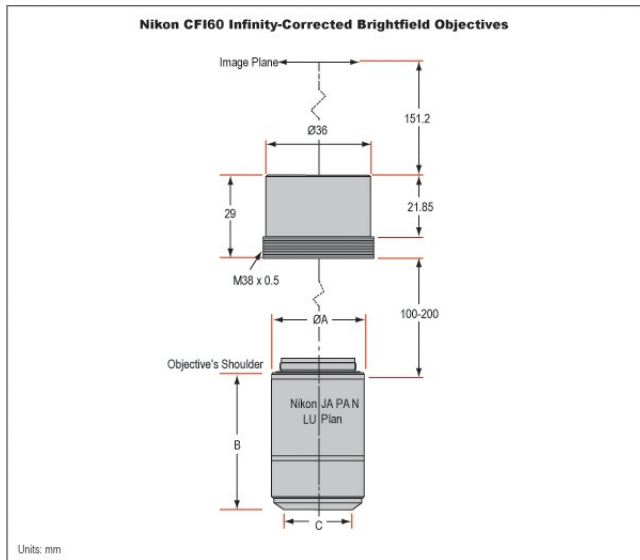 Nikon CFI60 Infinity-Corrected Brightfield Objectives
Image Plane
151.2
Ø36
29
21.85
M38 x 0.5
100-200
ØA
Objective's Shoulder
Nikon JAPAN
LU Plan
B
C
Units: mm